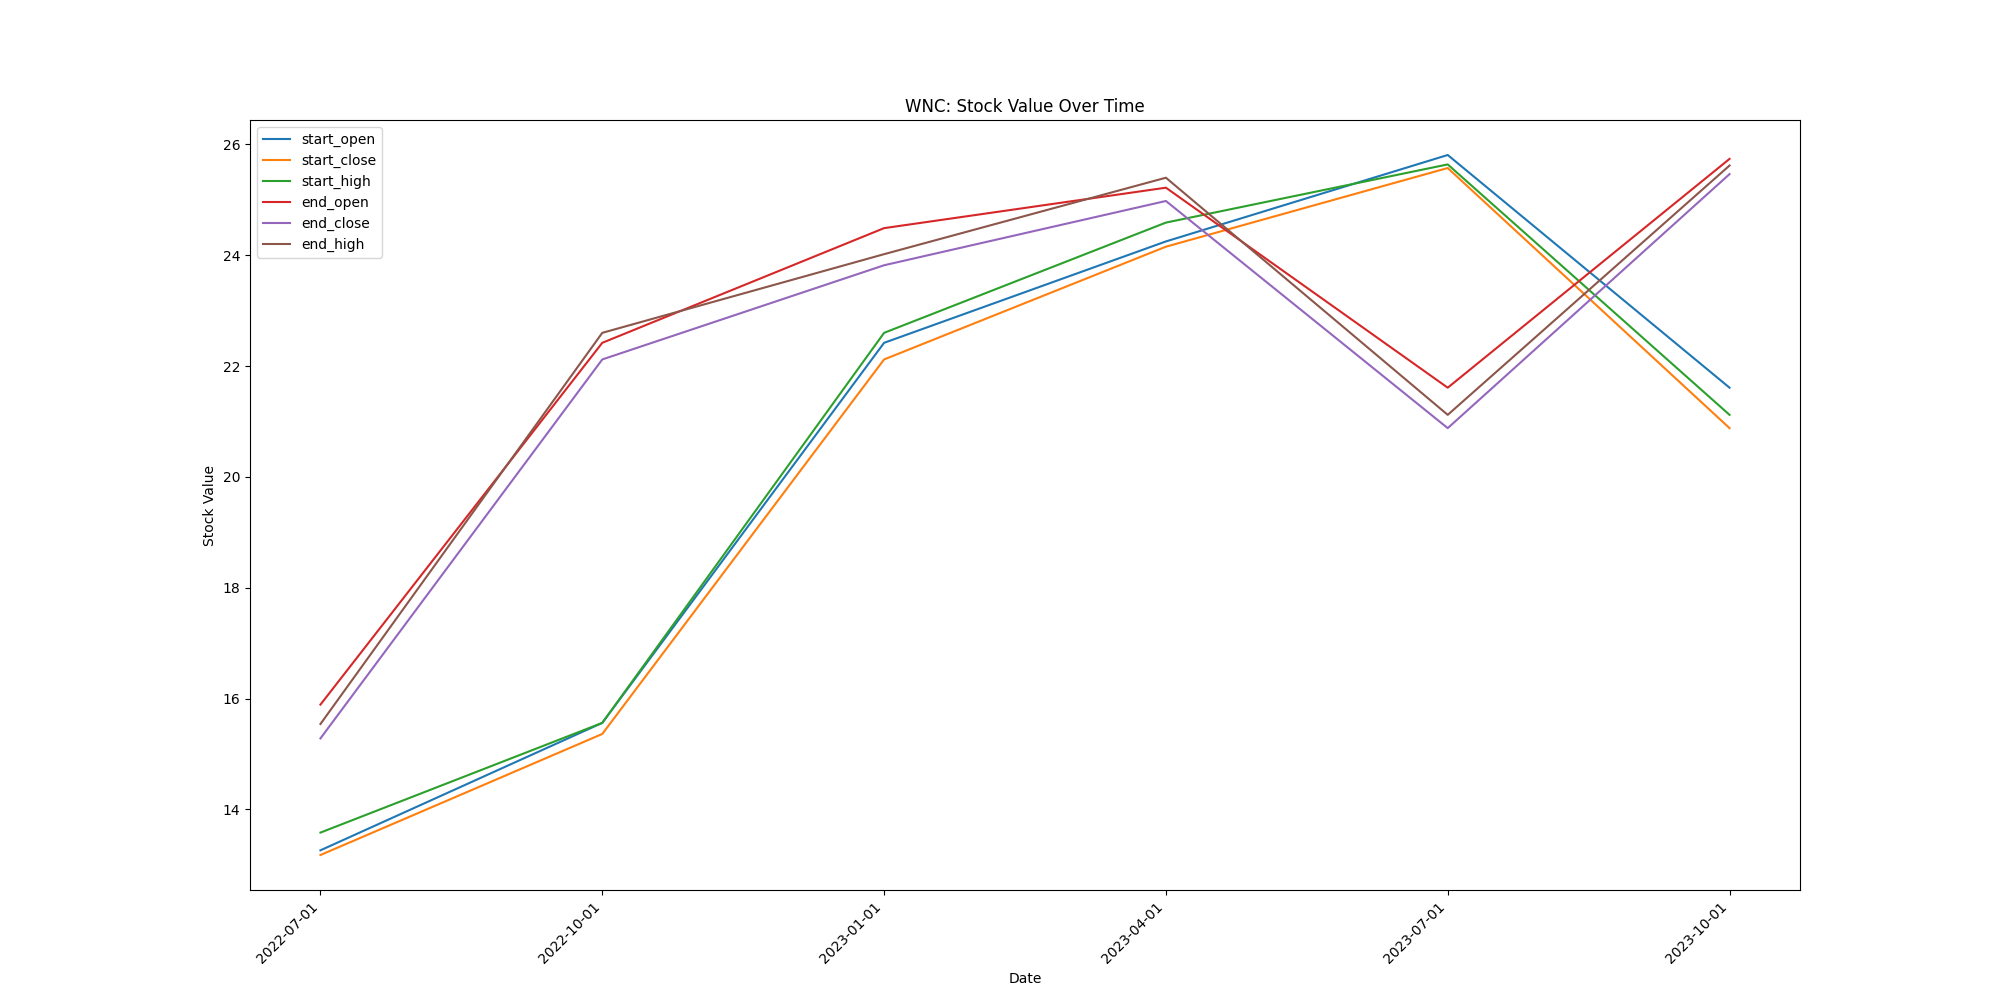 WNC: Stock Value Over Time
start_open
start_close
start_high
end_open
end_close
end_high
26
24
22
20
18
16
14
Stock Value
2022-07-01
2022-10-01
2023-01-01
2023-04-01
2023-07-01
2023-10-01
Date